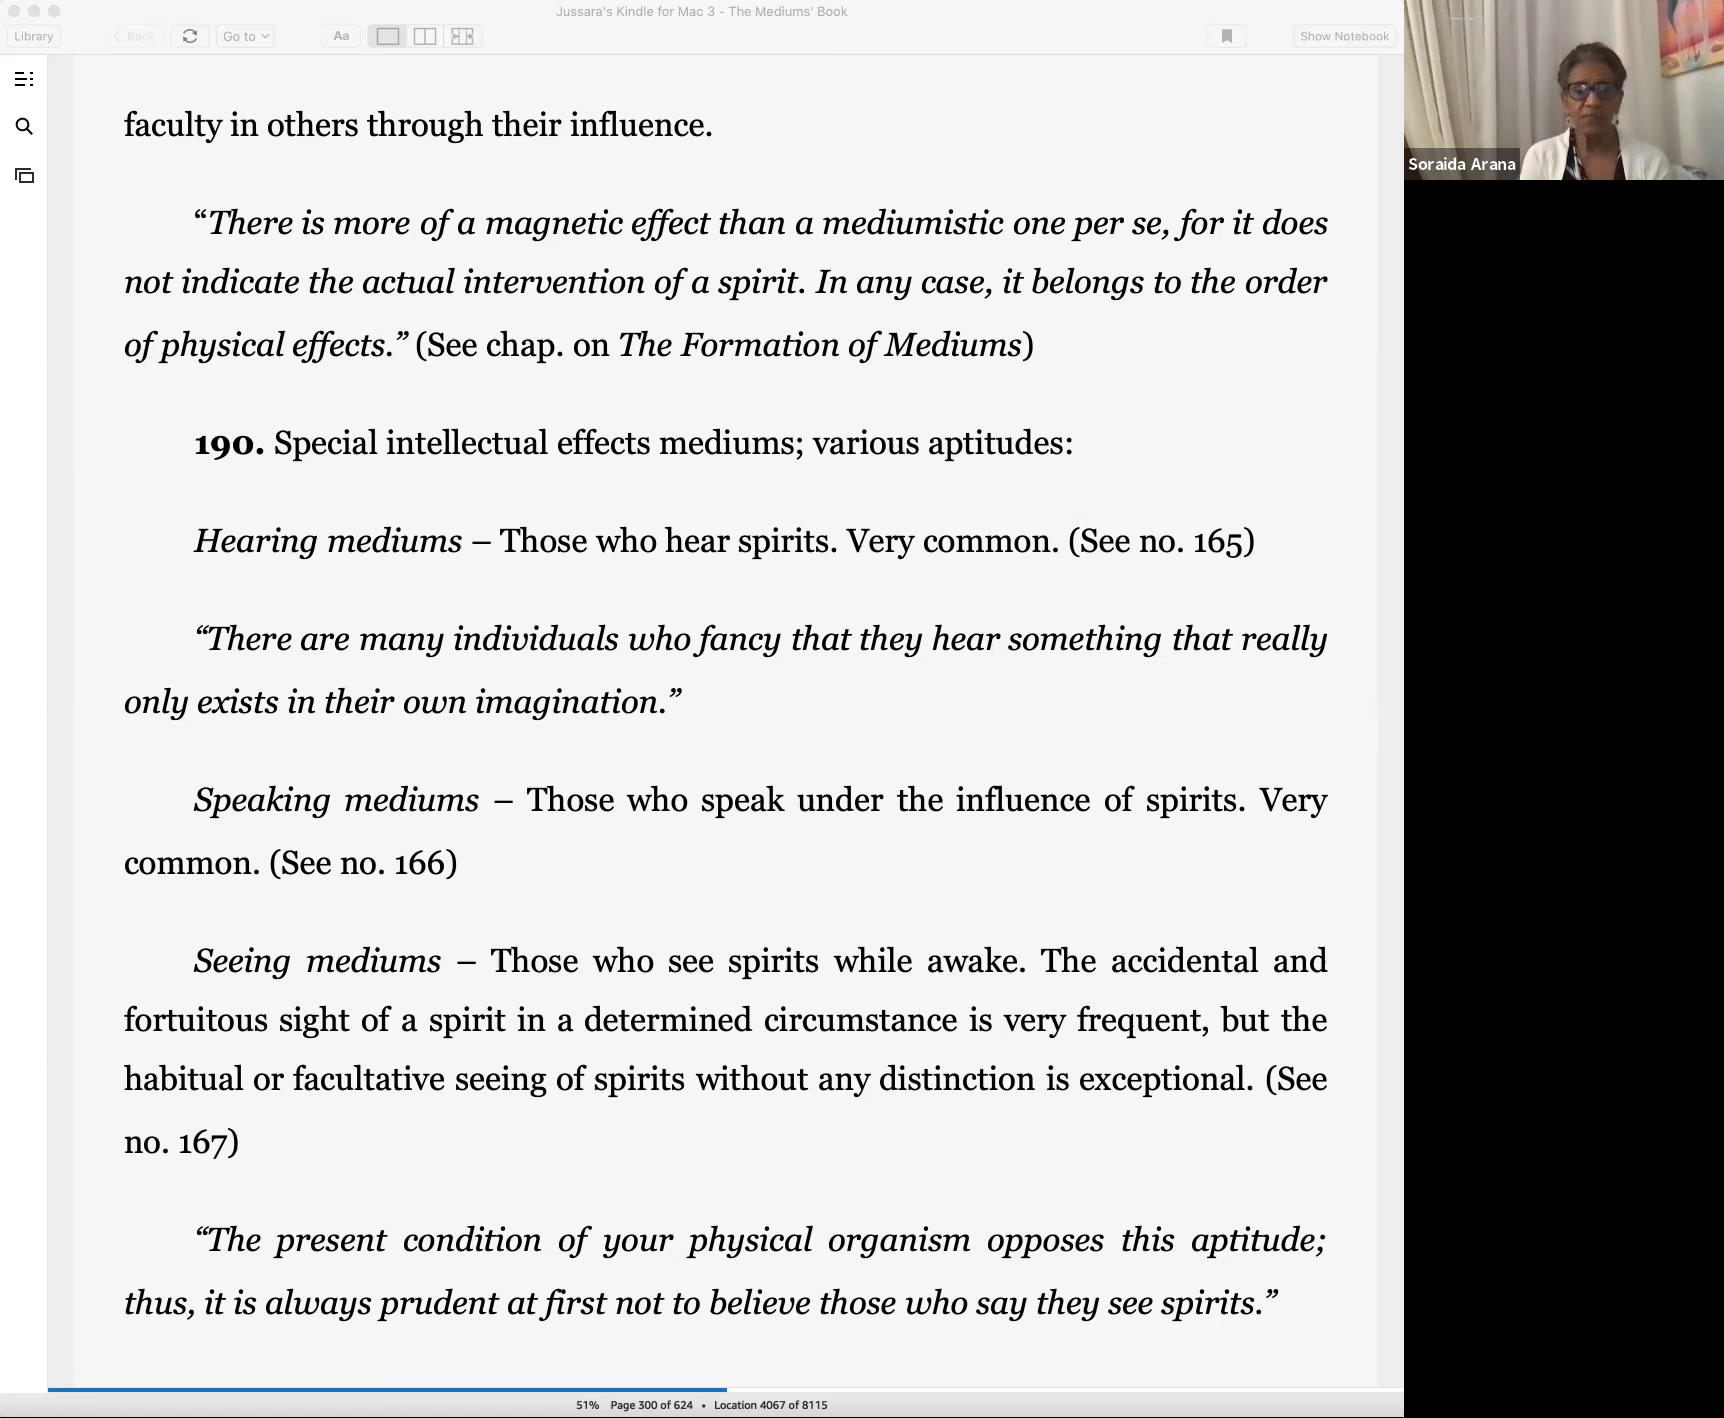 Jussara's Kindle for Mac 3 - The Mediums' Book
Library
Back
Go to
Aa
Show Notebook
faculty in others through their influence.
“There is more of a magnetic effect than a mediumistic one per se, for it does
not indicate the actual intervention of a spirit. In any case, it belongs to the order
of physical effects.” (See chap. on The Formation of Mediums)
190. Special intellectual effects mediums; various aptitudes:
Hearing mediums – Those who hear spirits. Very common. (See no. 165)
“There are many individuals who fancy that they hear something that really
only exists in their own imagination.”
Speaking mediums – Those who speak under the influence of spirits. Very
common. (See no. 166)
Seeing mediums – Those who see spirits while awake. The accidental and
fortuitous sight of a spirit in a determined circumstance is very frequent, but the
habitual or facultative seeing of spirits without any distinction is exceptional. (See
no. 167)
“The present condition of your physical organism opposes this aptitude;
thus, it is always prudent at first not to believe those who say they see spirits.”
51% Page 300 of 624 • Location 4067 of 8115
Soraida Arana